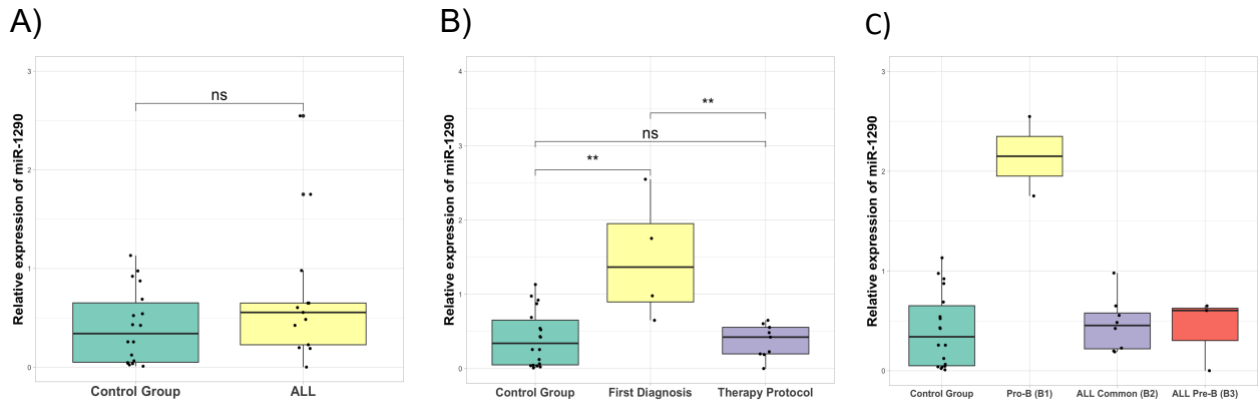 A)
B)
C)
Relative expression of miR-1290
3
2
1
0
ns
Control Group
ALL
Relative expression of miR-1290
4
3
2
1
0
**
ns
**
Control Group
First Diagnosis
Therapy Protocol
Relative expression of miR-1290
3
2
1
0
Control Group
Pro-B (B1)
ALL Common (B2)
ALL Pre-B (B3)